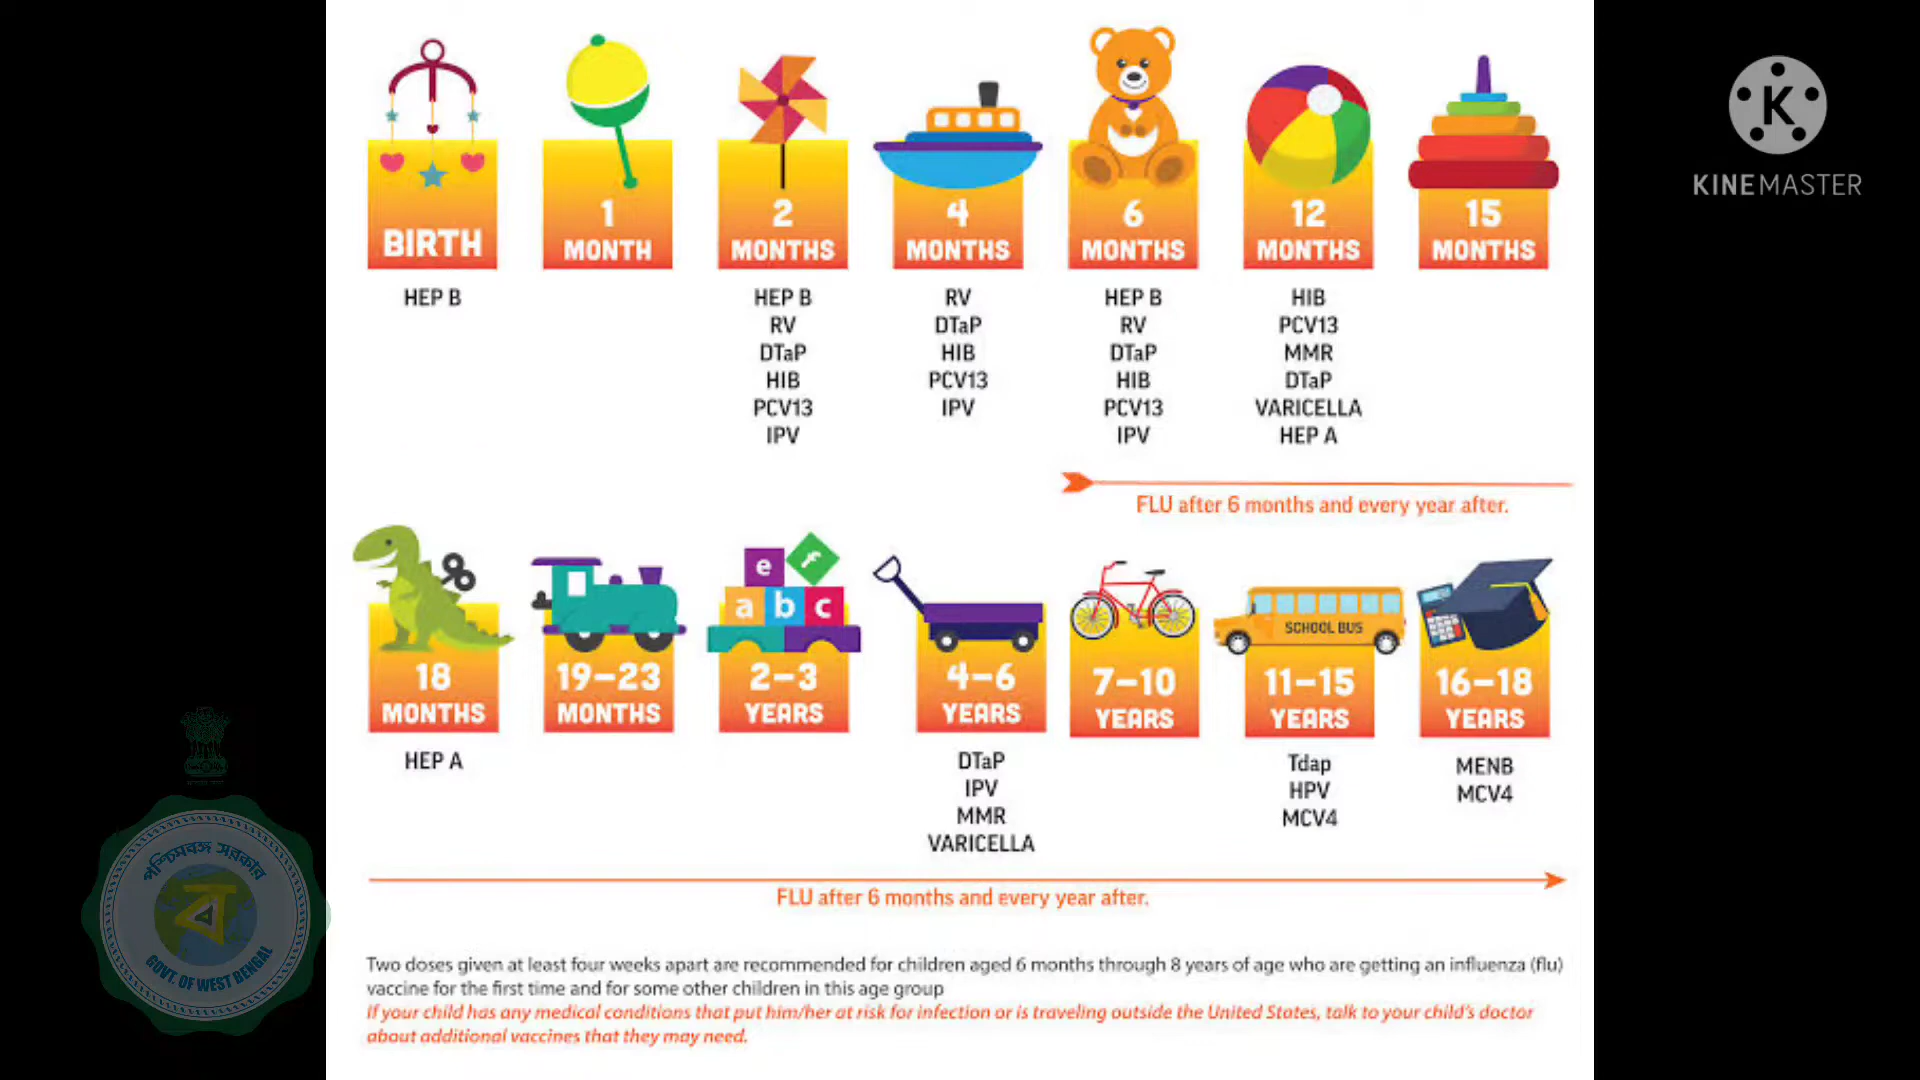 BIRTH
HEP B
1
MONTH
2
MONTHS
HEP B
RV
DTaP
HIB
PCV13
IPV
4
MONTHS
RV
DTaP
HIB
PCV13
IPV
6
MONTHS
HEP B
RV
DTaP
HIB
PCV13
IPV
12
MONTHS
HIB
PCV13
MMR
DTaP
VARICELLA
HEP A
15
MONTHS
K
KINEMASTER
FLU after 6 months and every year after.
18
MONTHS
HEP A
19–23
MONTHS
e f
a b c
2–3
YEARS
4–6
YEARS
DTaP
IPV
MMR
VARICELLA
7–10
YEARS
SCHOOL BUS
11–15
YEARS
Tdap
HPV
MCV4
16–18
YEARS
MENB
MCV4
FLU after 6 months and every year after.
পশ্চিমবঙ্গ সরকার
ব
GOVT. OF WEST BENGAL
Two doses given at least four weeks apart are recommended for children aged 6 months through 8 years of age who are getting an influenza (flu)
vaccine for the first time and for some other children in this age group
If your child has any medical conditions that put him/her at risk for infection or is traveling outside the United States, talk to your child's doctor
about additional vaccines that they may need.